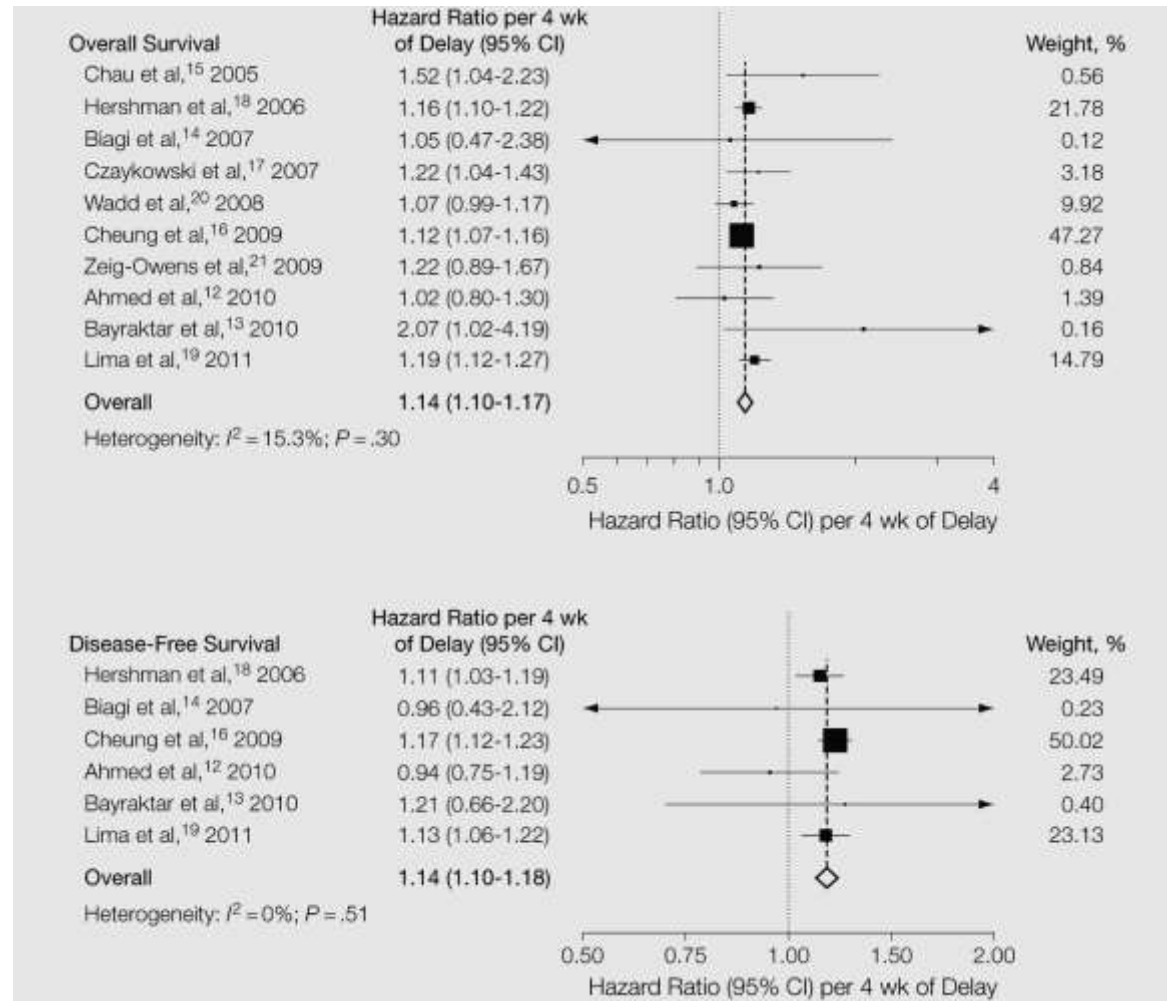 Hazard Ratio per 4 wk
Overall Survival of Delay (95% CI) Weight, %
Chau et al,15 2005 1.52 (1.04-2.23) 0.56
Hershman et al,18 2006 1.16 (1.10-1.22) 21.78
Biagi et al,14 2007 1.05 (0.47-2.38) 0.12
Czaykowski et al,17 2007 1.22 (1.04-1.43) 3.18
Wadd et al,20 2008 1.07 (0.99-1.17) 9.92
Cheung et al,16 2009 1.12 (1.07-1.16) 47.27
Zeig-Owens et al,21 2009 1.22 (0.89-1.67) 0.84
Ahmed et al,12 2010 1.02 (0.80-1.30) 1.39
Bayraktar et al,13 2010 2.07 (1.02-4.19) 0.16
Lima et al,19 2011 1.19 (1.12-1.27) 14.79
Overall 1.14 (1.10-1.17)
Heterogeneity: I2 = 15.3%; P = .30
0.5 1.0 4
Hazard Ratio (95% CI) per 4 wk of Delay
Hazard Ratio per 4 wk
Disease-Free Survival of Delay (95% CI) Weight, %
Hershman et al,18 2006 1.11 (1.03-1.19) 23.49
Biagi et al,14 2007 0.96 (0.43-2.12) 0.23
Cheung et al,16 2009 1.17 (1.12-1.23) 50.02
Ahmed et al,12 2010 0.94 (0.75-1.19) 2.73
Bayraktar et al,13 2010 1.21 (0.66-2.20) 0.40
Lima et al,19 2011 1.13 (1.06-1.22) 23.13
Overall 1.14 (1.10-1.18)
Heterogeneity: I2 = 0%; P = .51
0.50 0.75 1.00 1.50 2.00
Hazard Ratio (95% CI) per 4 wk of Delay